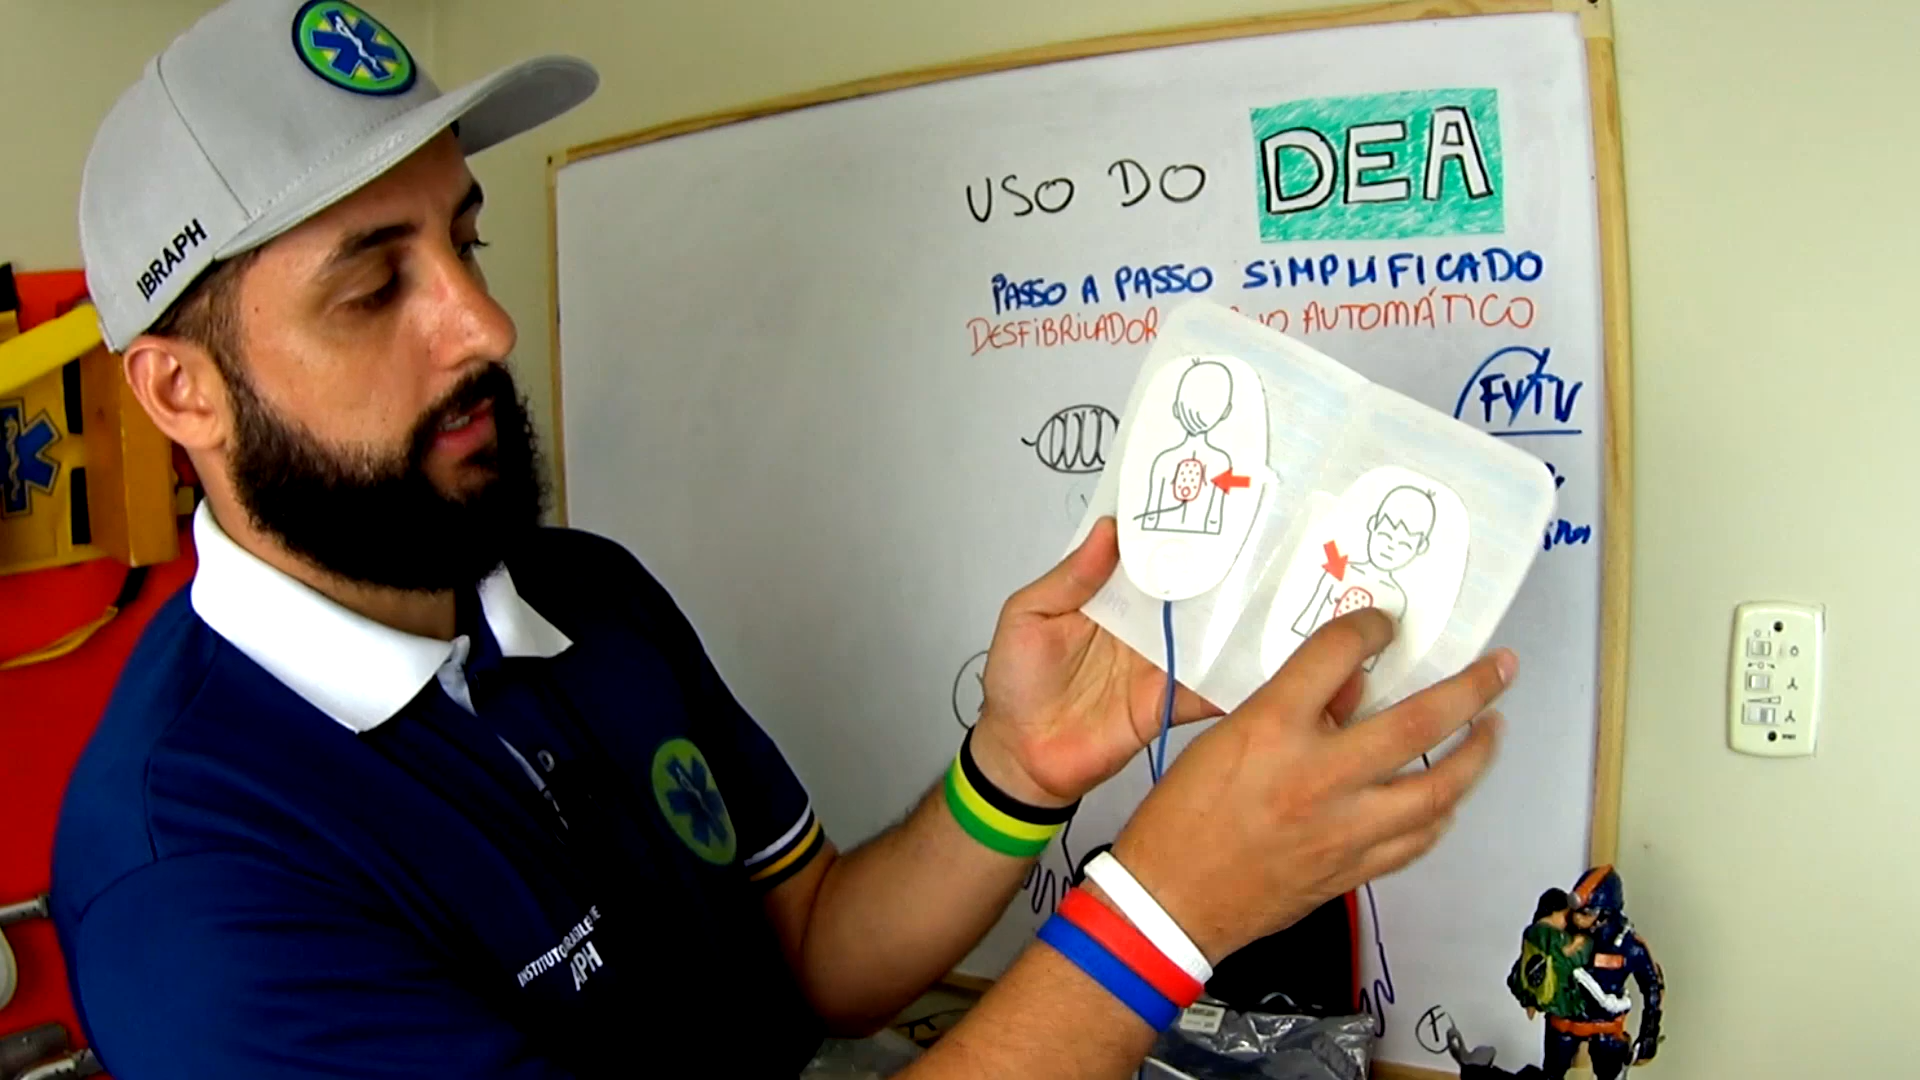 IBRAPH
USO DO DEA
PASSO A PASSO SIMPLIFICADO
DESFIBRILADOR AUTOMÁTICO
FV/TV
APH